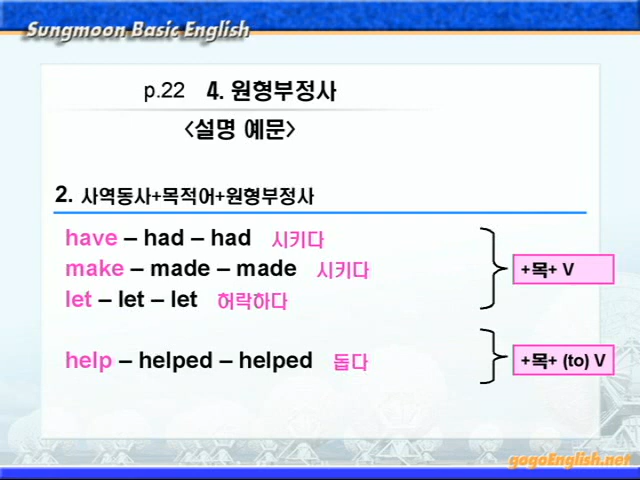 Sungmoon Basic English
p.22 4. 원형부정사
<설명 예문>
2. 사역동사+목적어+원형부정사
have – had – had 시키다
make – made – made 시키다
let – let – let 허락하다
+목+ V
help – helped – helped 돕다
+목+ (to) V
gogoEnglish.net